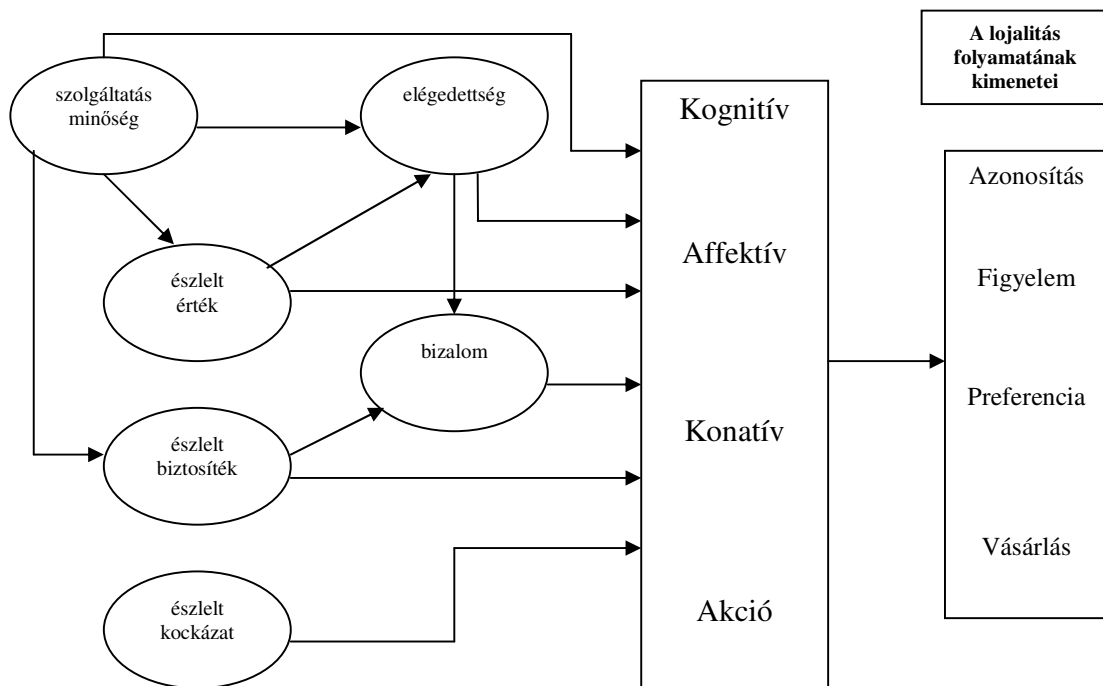 szolgáltatás
minőség
elégedettség
észlelt
érték
bizalom
észlelt
biztosíték
észlelt
kockázat
Kognitív
Affektív
Konatív
Akció
A lojalitás
folyamatának
kimenetei
Azonosítás
Figyelem
Preferencia
Vásárlás